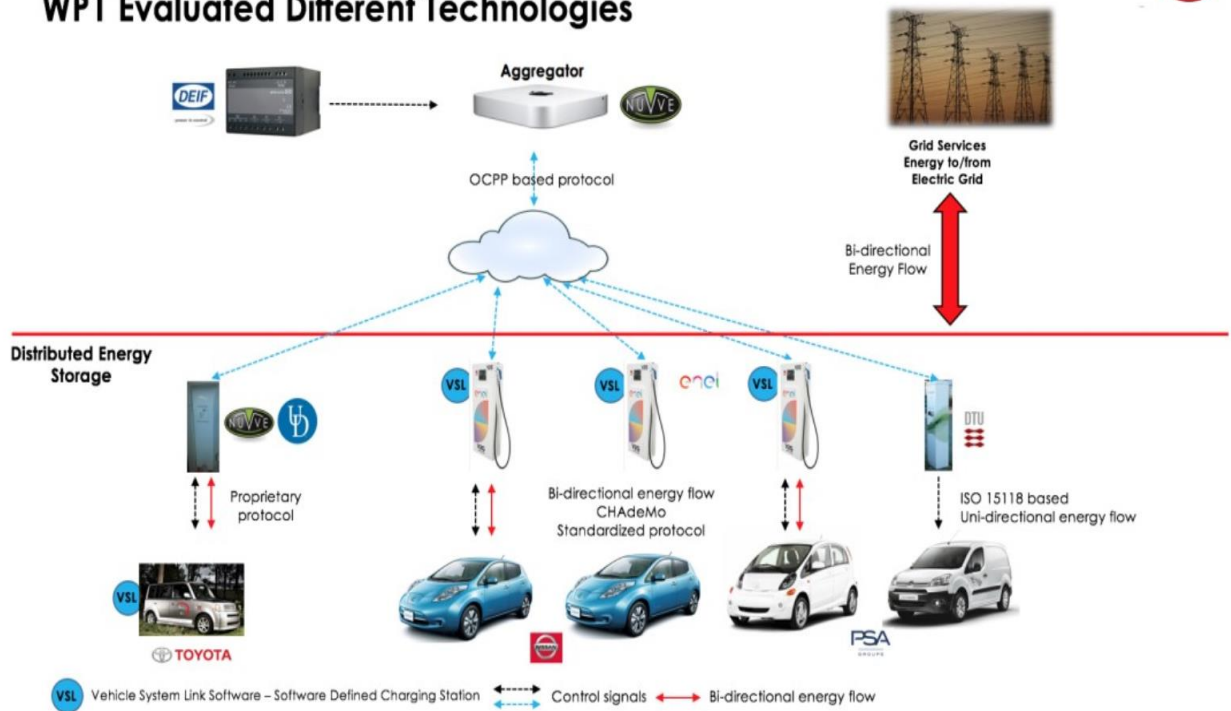 WP1 Evaluated Different Technologies
DEIF
Aggregator
NUVVE
OCPP based protocol
Grid Services
Energy to/from
Electric Grid
Bi-directional
Energy Flow
Distributed Energy
Storage
NUVVE
UD
VSL
VSL
enel
VSL
DTU
Proprietary
protocol
Bi-directional energy flow
CHAdeMo
Standardized protocol
ISO 15118 based
Uni-directional energy flow
VSL
TOYOTA
NISSAN
PSA
GROUPE
VSL Vehicle System Link Software – Software Defined Charging Station
Control signals
Bi-directional energy flow